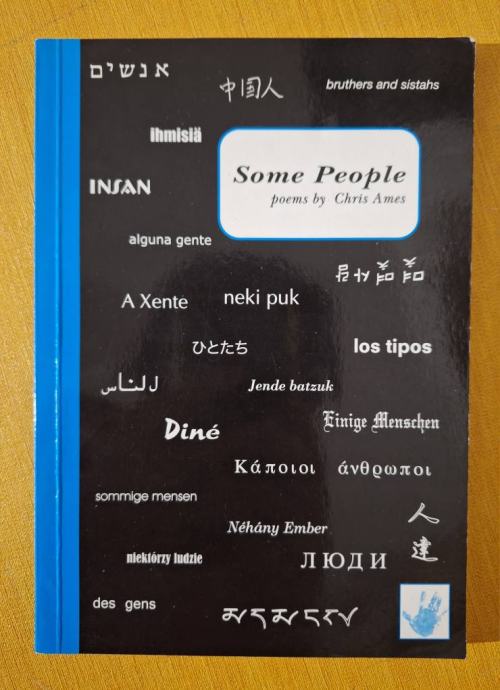 אנשים
中国人
bruthers and sistahs
ihmisiä
Some People
poems by Chris Ames
INSAN
alguna gente
A Xente
neki puk
ひとたち
los tipos
Jende batzuk
Diné
Einige Menschen
Κάποιοι άνθρωποι
sommige mensen
人達
Néhány Ember
niektórzy ludzie
ЛЮДИ
des gens